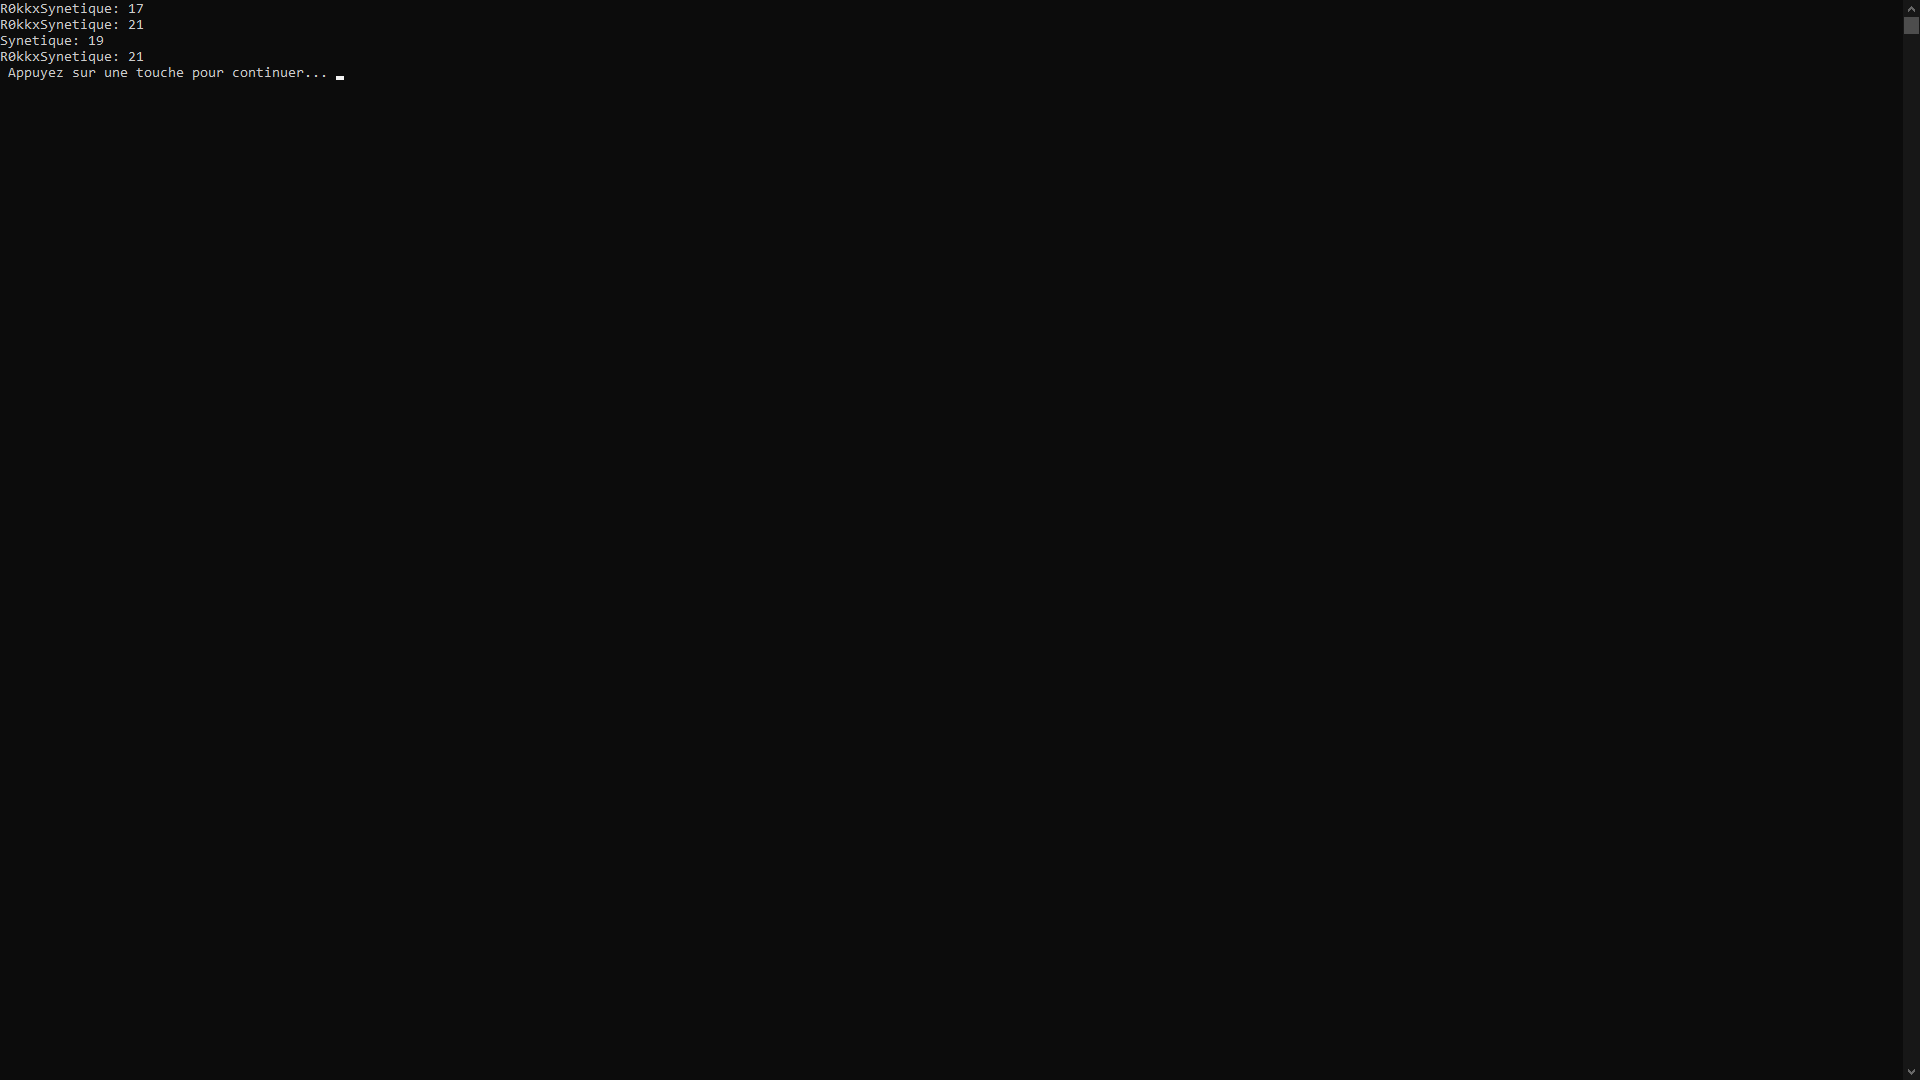 R0kkxSynetique: 17
R0kkxSynetique: 21
Synetique: 19
R0kkxSynetique: 21
Appuyez sur une touche pour continuer...